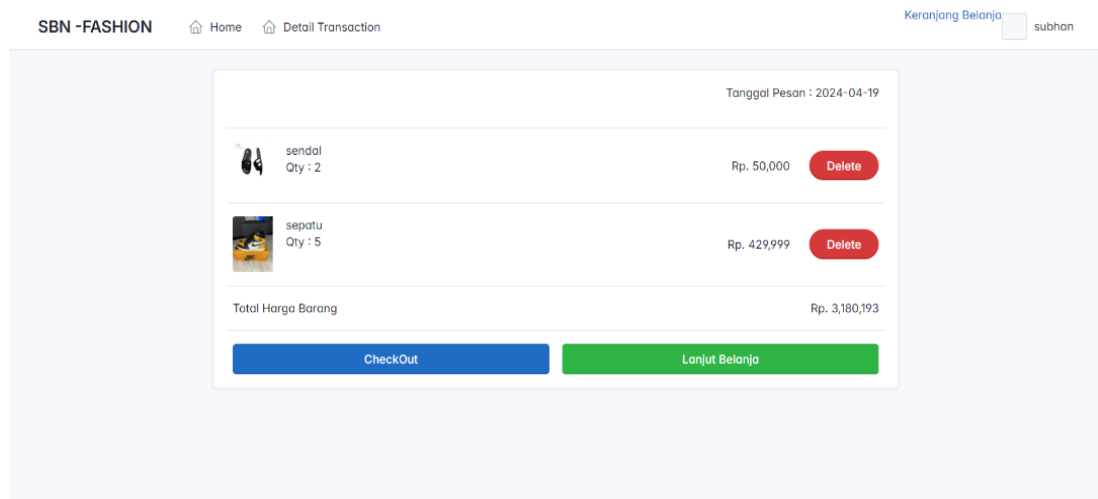 SBN -FASHION
Home
Detail Transaction
Keranjang Belanja
subhan
Tanggal Pesan : 2024-04-19
sendal
Qty : 2
Rp. 50,000
Delete
sepatu
Qty : 5
Rp. 429,999
Delete
Total Harga Barang
Rp. 3,180,193
CheckOut
Lanjut Belanja